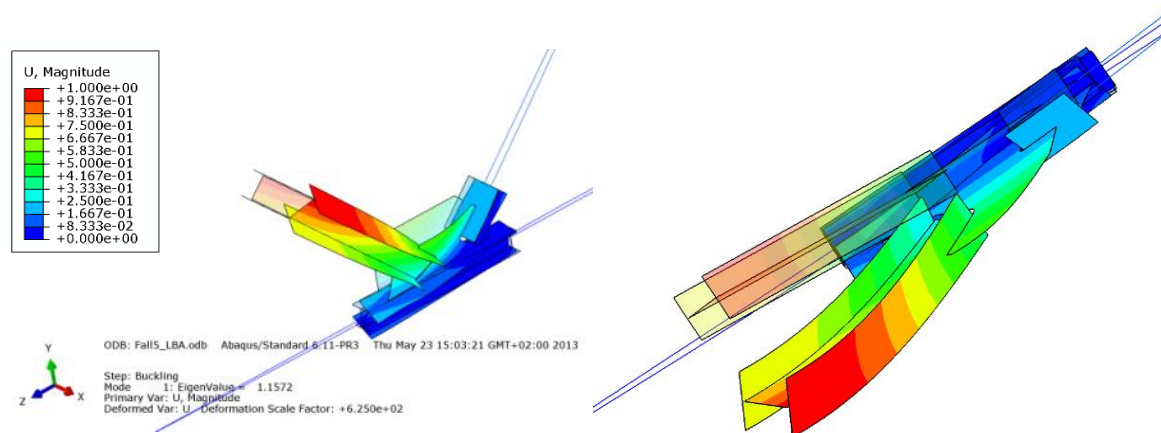 U, Magnitude
+1.000e+00
+9.167e-01
+8.333e-01
+7.500e-01
+6.667e-01
+5.833e-01
+5.000e-01
+4.167e-01
+3.333e-01
+2.500e-01
+1.667e-01
+8.333e-02
+0.000e+00
ODB: Fall5_LBA.odb Abaqus/Standard 6.11-PR3 Thu May 23 15:03:21 GMT+02:00 2013
Y
Z X
Step: Buckling
Mode 1: EigenValue = 1.1572
Primary Var: U, Magnitude
Deformed Var: U Deformation Scale Factor: +6.250e+02